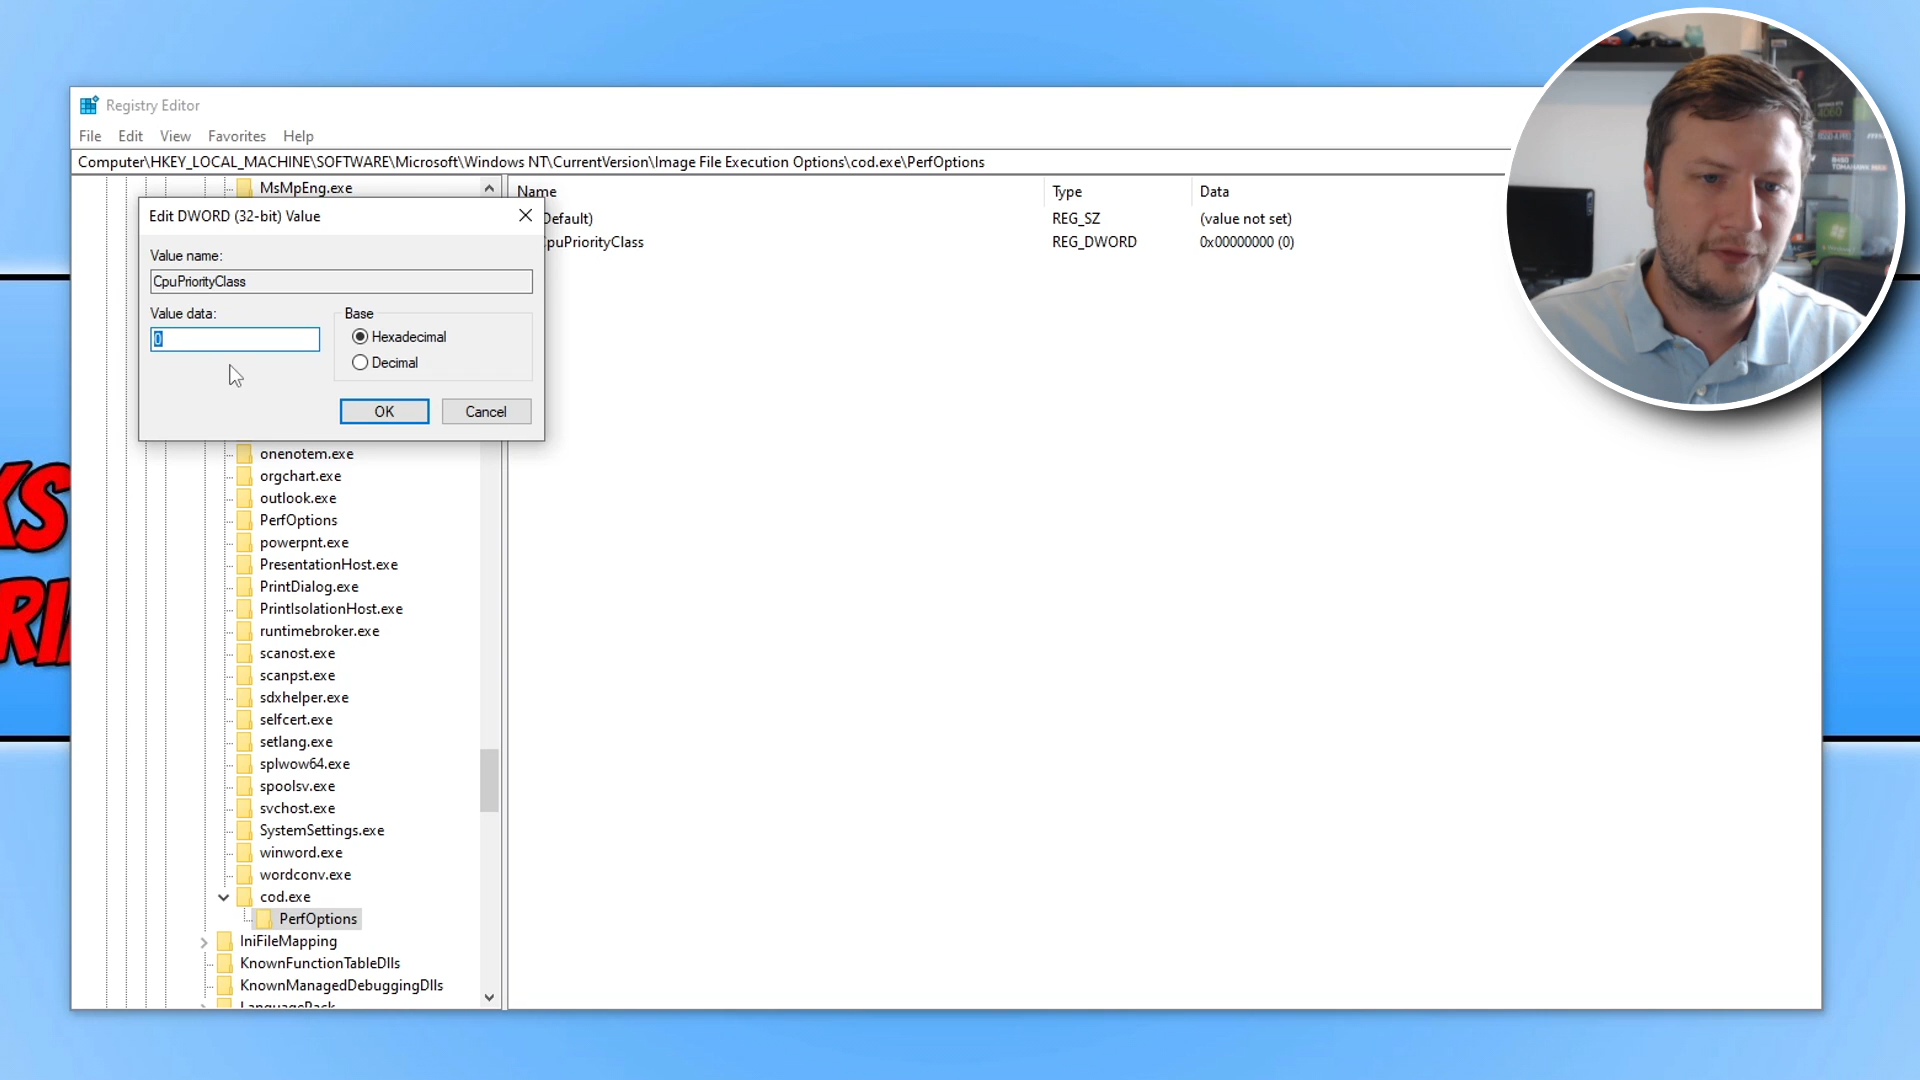 Registry Editor
File Edit View Favorites Help
Computer\HKEY_LOCAL_MACHINE\SOFTWARE\Microsoft\Windows NT\CurrentVersion\Image File Execution Options\cod.exe\PerfOptions
MsMpEng.exe
Name Type Data
Default) REG_SZ (value not set)
puPriorityClass REG_DWORD 0x00000000 (0)
Edit DWORD (32-bit) Value
Value name:
CpuPriorityClass
Value data:
0
Base
Hexadecimal
Decimal
OK Cancel
onenotem.exe
orgchart.exe
outlook.exe
PerfOptions
powerpnt.exe
PresentationHost.exe
PrintDialog.exe
PrintIsolationHost.exe
runtimebroker.exe
scanost.exe
scanpst.exe
sdxhelper.exe
selfcert.exe
setlang.exe
splwow64.exe
spoolsv.exe
svchost.exe
SystemSettings.exe
winword.exe
wordconv.exe
cod.exe
PerfOptions
IniFileMapping
KnownFunctionTableDlls
KnownManagedDebuggingDlls
LanguagePack
KS
RI